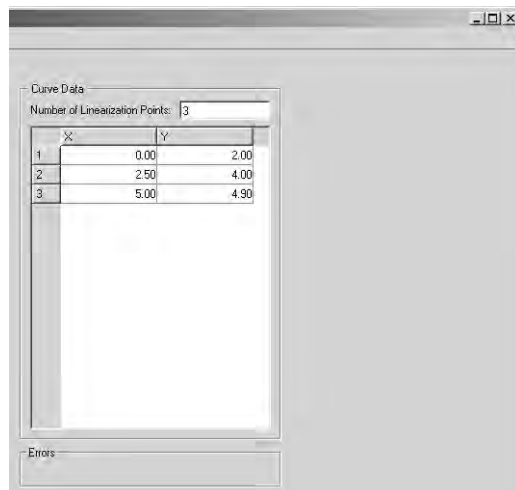 Curve Data
Number of Linearization Points: 3
X Y
1 0.00 2.00
2 2.50 4.00
3 5.00 4.90
Errors